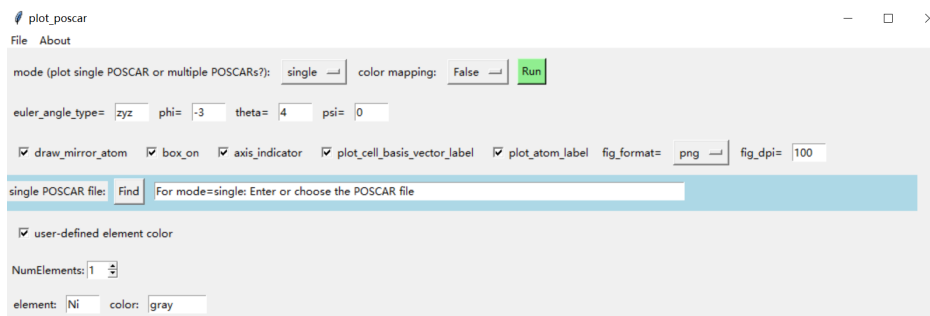 plot_poscar
File About
mode (plot single POSCAR or multiple POSCARs?): single color mapping: False Run
euler_angle_type= zyz phi= -3 theta= 4 psi= 0
draw_mirror_atom box_on axis_indicator plot_cell_basis_vector_label plot_atom_label fig_format= png fig_dpi= 100
single POSCAR file: Find For mode=single: Enter or choose the POSCAR file
user-defined element color
NumElements: 1
element: Ni color: gray